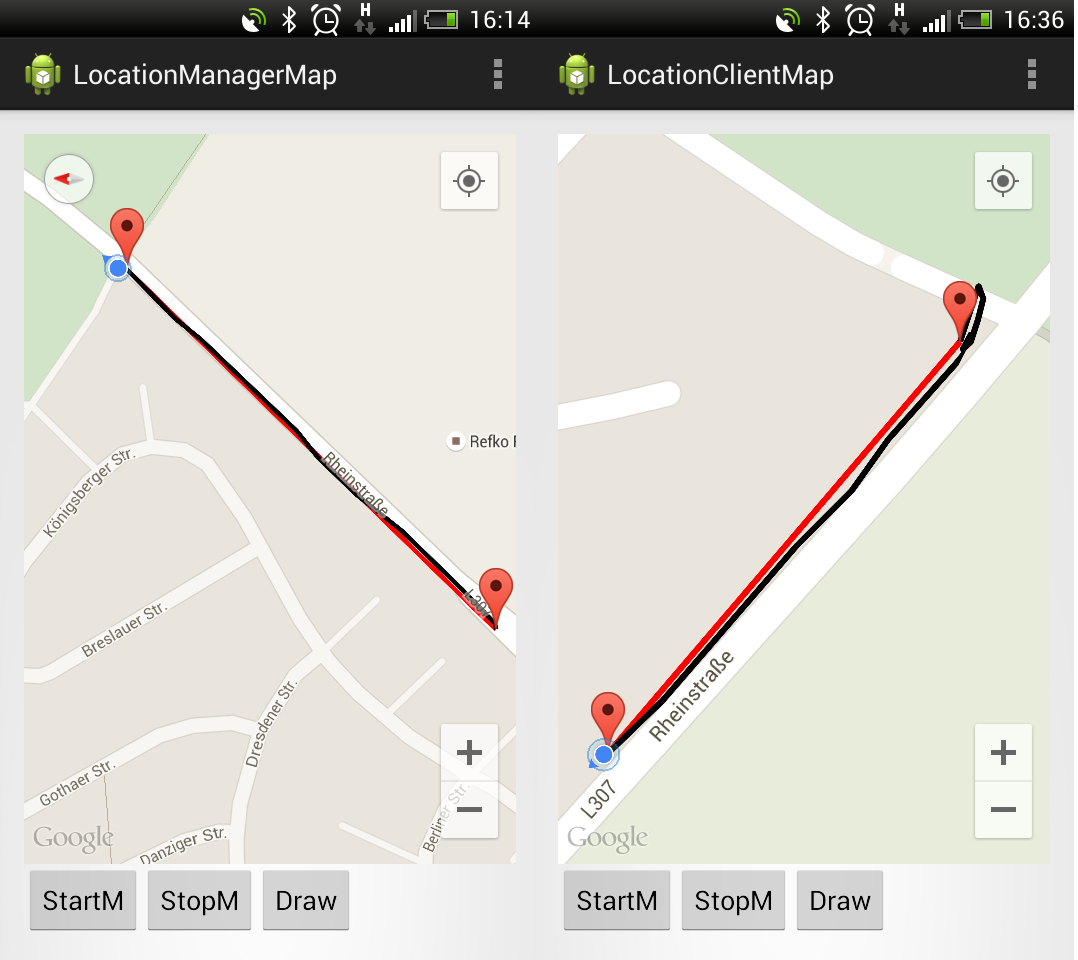 H
16:14
LocationManagerMap
Refko
Rheinstraße
Königsberger Str.
L307
Breslauer Str.
Dresdener Str.
Gothaer Str.
Berliner Str.
Danziger Str.
Google
+
−
StartM
StopM
Draw
H
16:36
LocationClientMap
Rheinstraße
L307
Google
+
−
StartM
StopM
Draw